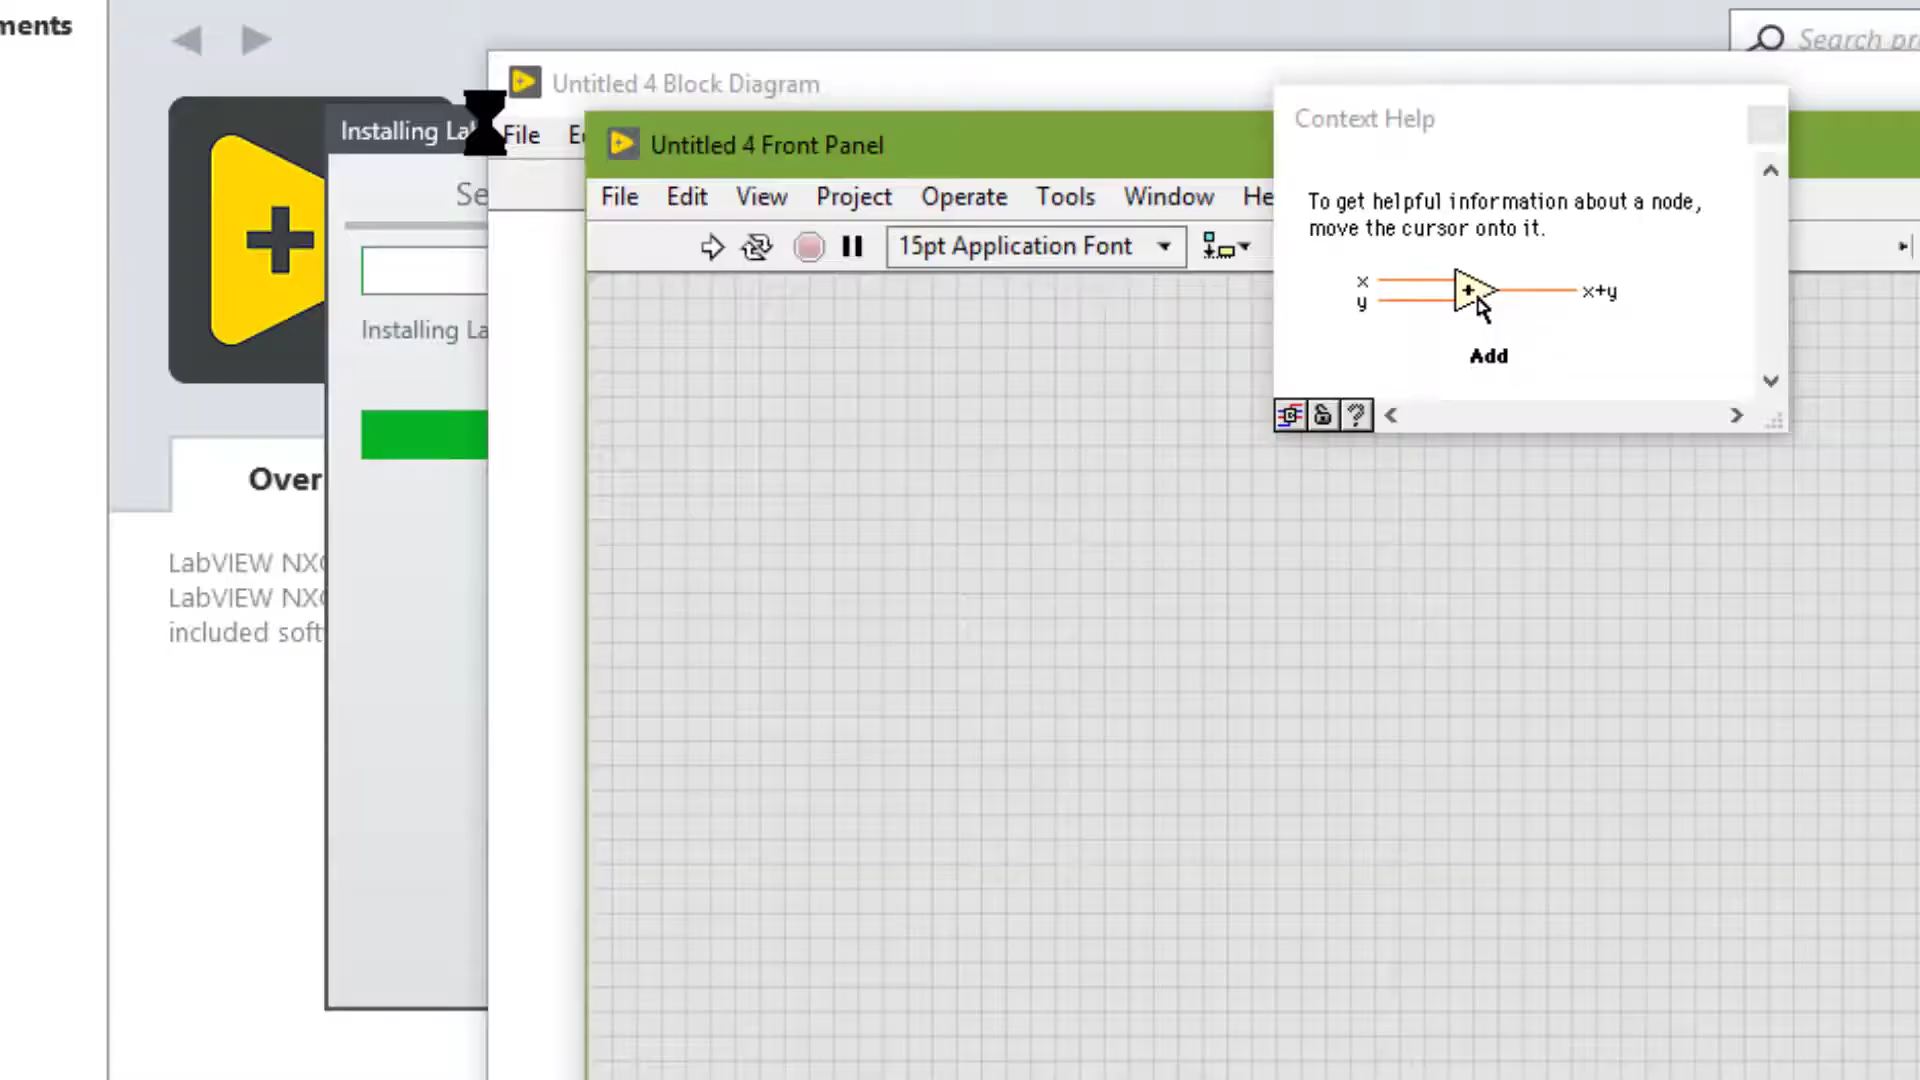 ments
Search pr
Untitled 4 Block Diagram
Installing La
File
Untitled 4 Front Panel
Context Help
File Edit View Project Operate Tools Window He
Se
15pt Application Font
To get helpful information about a node,
move the cursor onto it.
x
y
+
x+y
Add
Installing La
?
Over
LabVIEW NX
LabVIEW NX
included soft